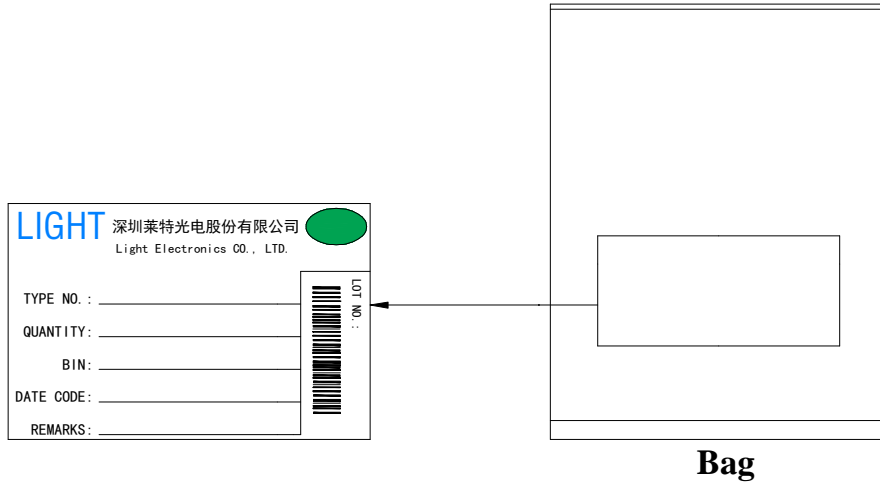 LIGHT 深圳莱特光电股份有限公司
Light Electronics CO., LTD.
LOT NO.:
TYPE NO.:
QUANTITY:
BIN:
DATE CODE:
REMARKS:
Bag